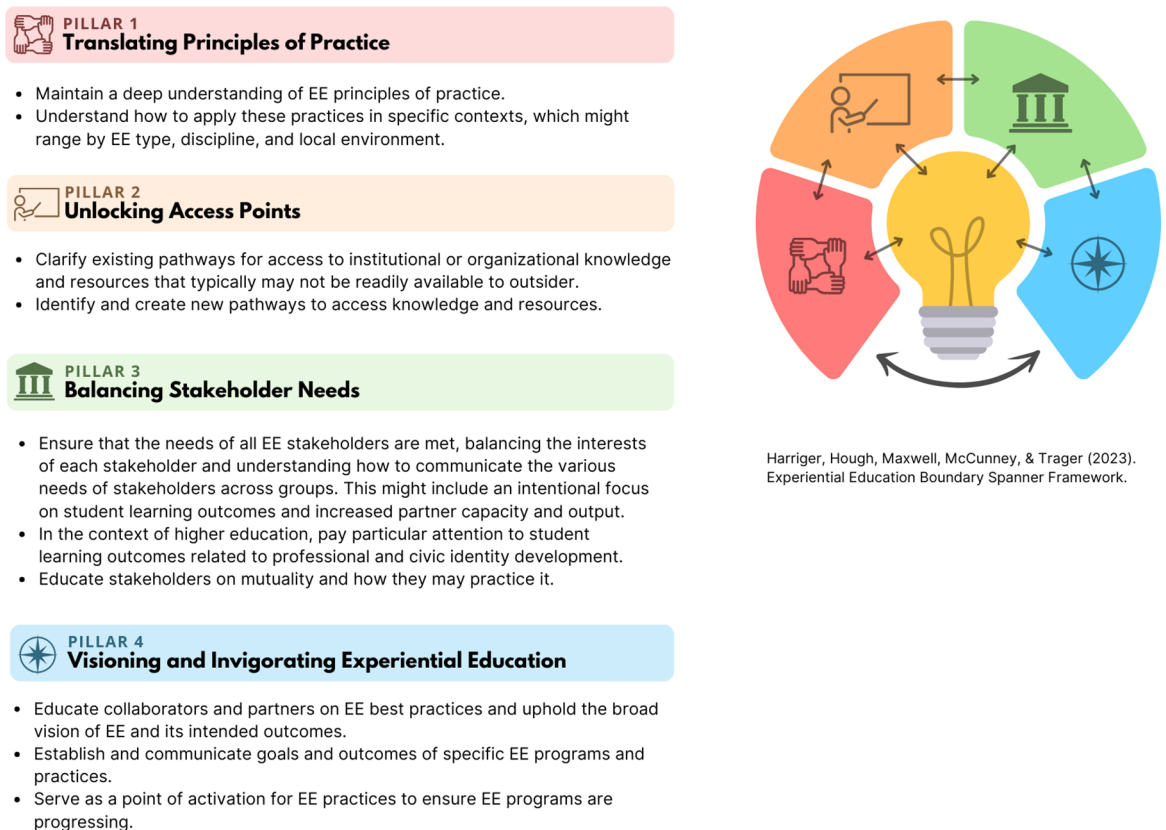 PILLAR 1
Translating Principles of Practice
• Maintain a deep understanding of EE principles of practice.
• Understand how to apply these practices in specific contexts, which might
range by EE type, discipline, and local environment.
PILLAR 2
Unlocking Access Points
• Clarify existing pathways for access to institutional or organizational knowledge
and resources that typically may not be readily available to outsider.
• Identify and create new pathways to access knowledge and resources.
PILLAR 3
Balancing Stakeholder Needs
• Ensure that the needs of all EE stakeholders are met, balancing the interests
of each stakeholder and understanding how to communicate the various
needs of stakeholders across groups. This might include an intentional focus
on student learning outcomes and increased partner capacity and output.
• In the context of higher education, pay particular attention to student
learning outcomes related to professional and civic identity development.
• Educate stakeholders on mutuality and how they may practice it.
PILLAR 4
Visioning and Invigorating Experiential Education
• Educate collaborators and partners on EE best practices and uphold the broad
vision of EE and its intended outcomes.
• Establish and communicate goals and outcomes of specific EE programs and
practices.
• Serve as a point of activation for EE practices to ensure EE programs are
progressing.
Harriger, Hough, Maxwell, McCunney, & Trager (2023).
Experiential Education Boundary Spanner Framework.